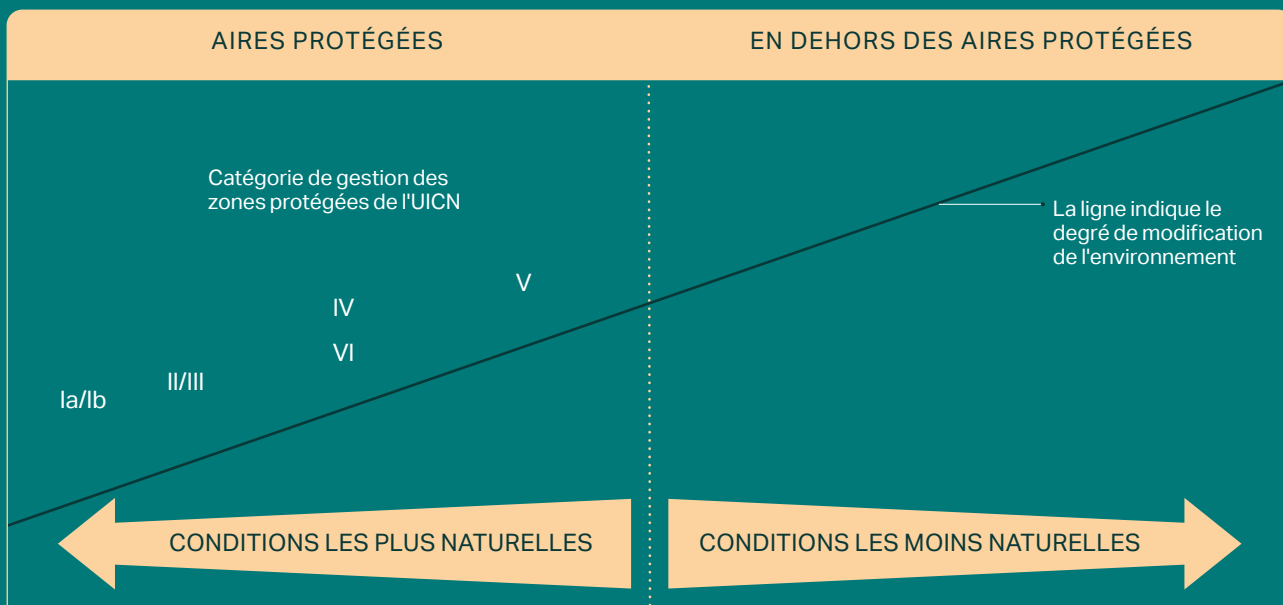 AIRES PROTÉGÉES
EN DEHORS DES AIRES PROTÉGÉES
Catégorie de gestion des
zones protégées de l'UICN
La ligne indique le
degré de modification
de l'environnement
V
IV
VI
II/III
Ia/Ib
CONDITIONS LES PLUS NATURELLES
CONDITIONS LES MOINS NATURELLES